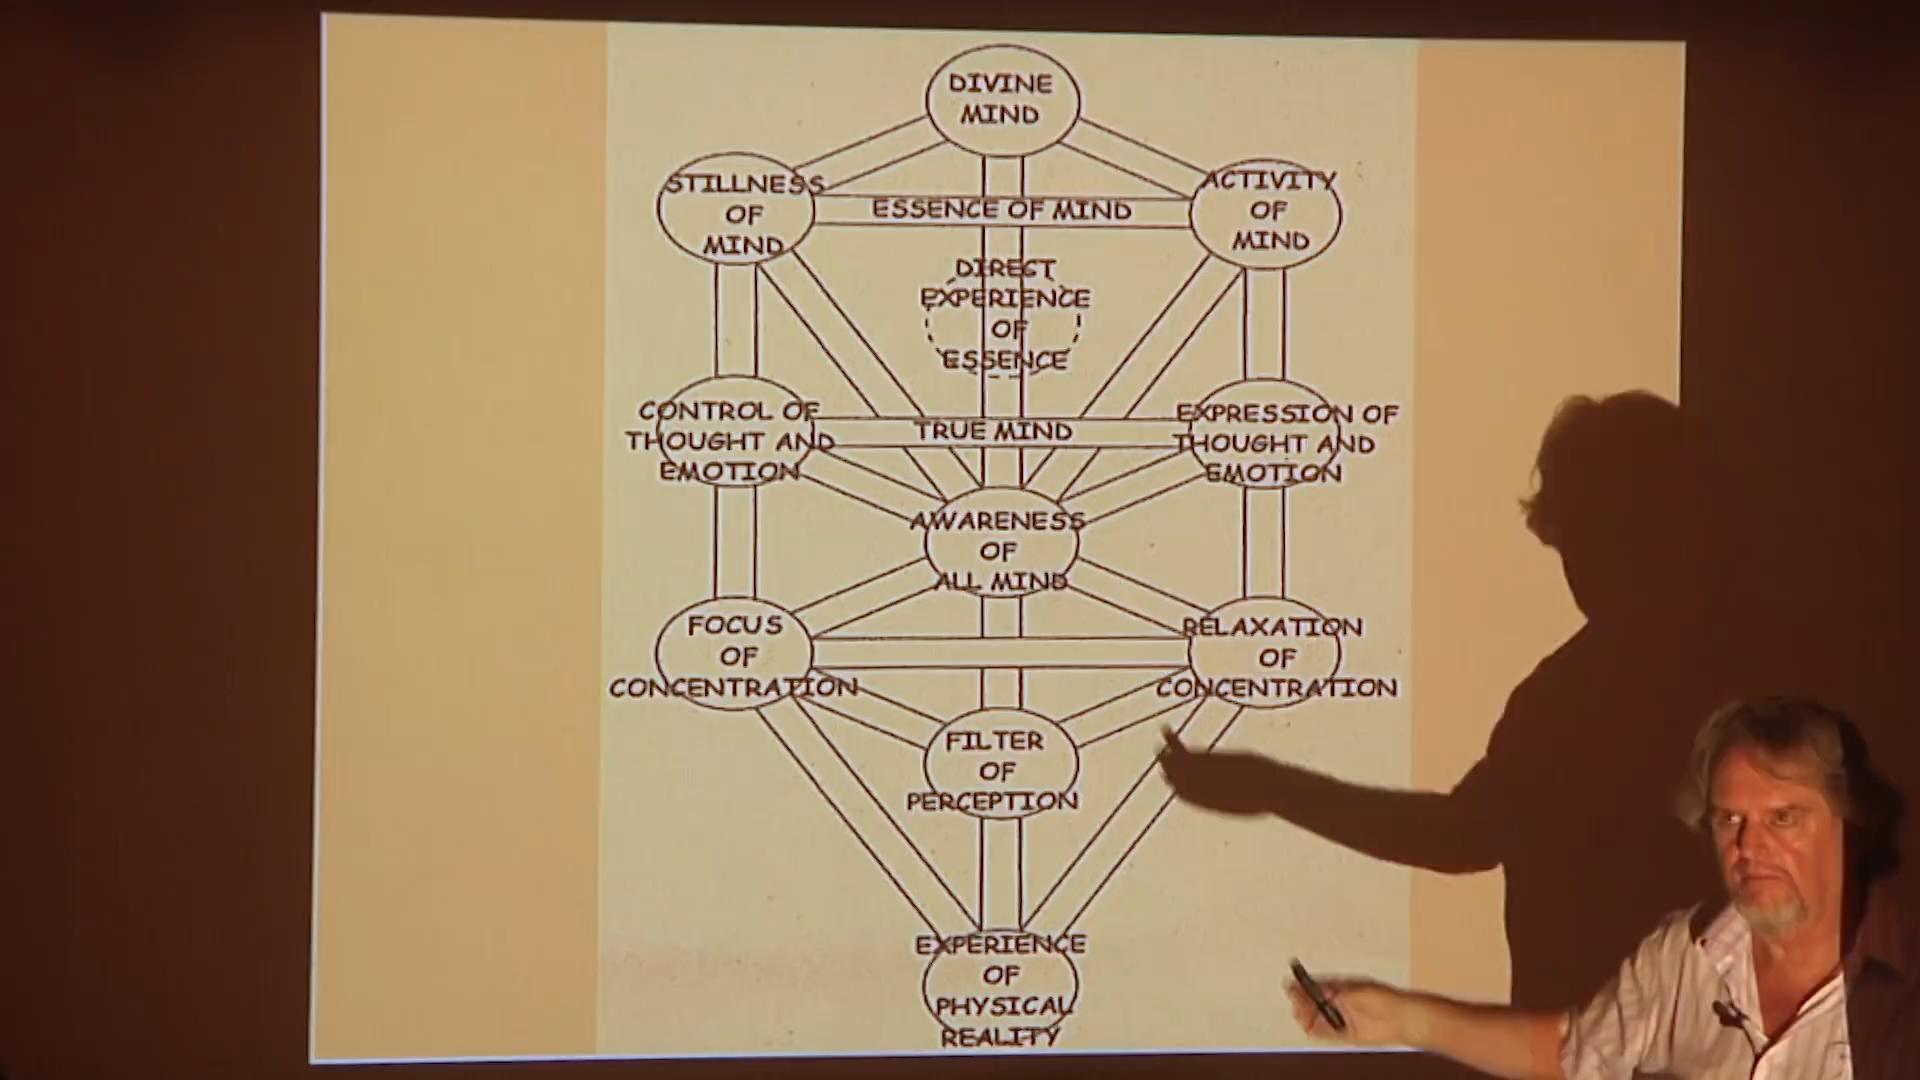 DIVINE
MIND
STILLNESS
OF
MIND
ESSENCE OF MIND
ACTIVITY
OF
MIND
DIRECT
EXPERIENCE
OF
ESSENCE
CONTROL OF
THOUGHT AND
EMOTION
TRUE MIND
EXPRESSION OF
THOUGHT AND
EMOTION
AWARENESS
OF
ALL MIND
FOCUS
OF
CONCENTRATION
RELAXATION
OF
CONCENTRATION
FILTER
OF
PERCEPTION
EXPERIENCE
OF
PHYSICAL
REALITY